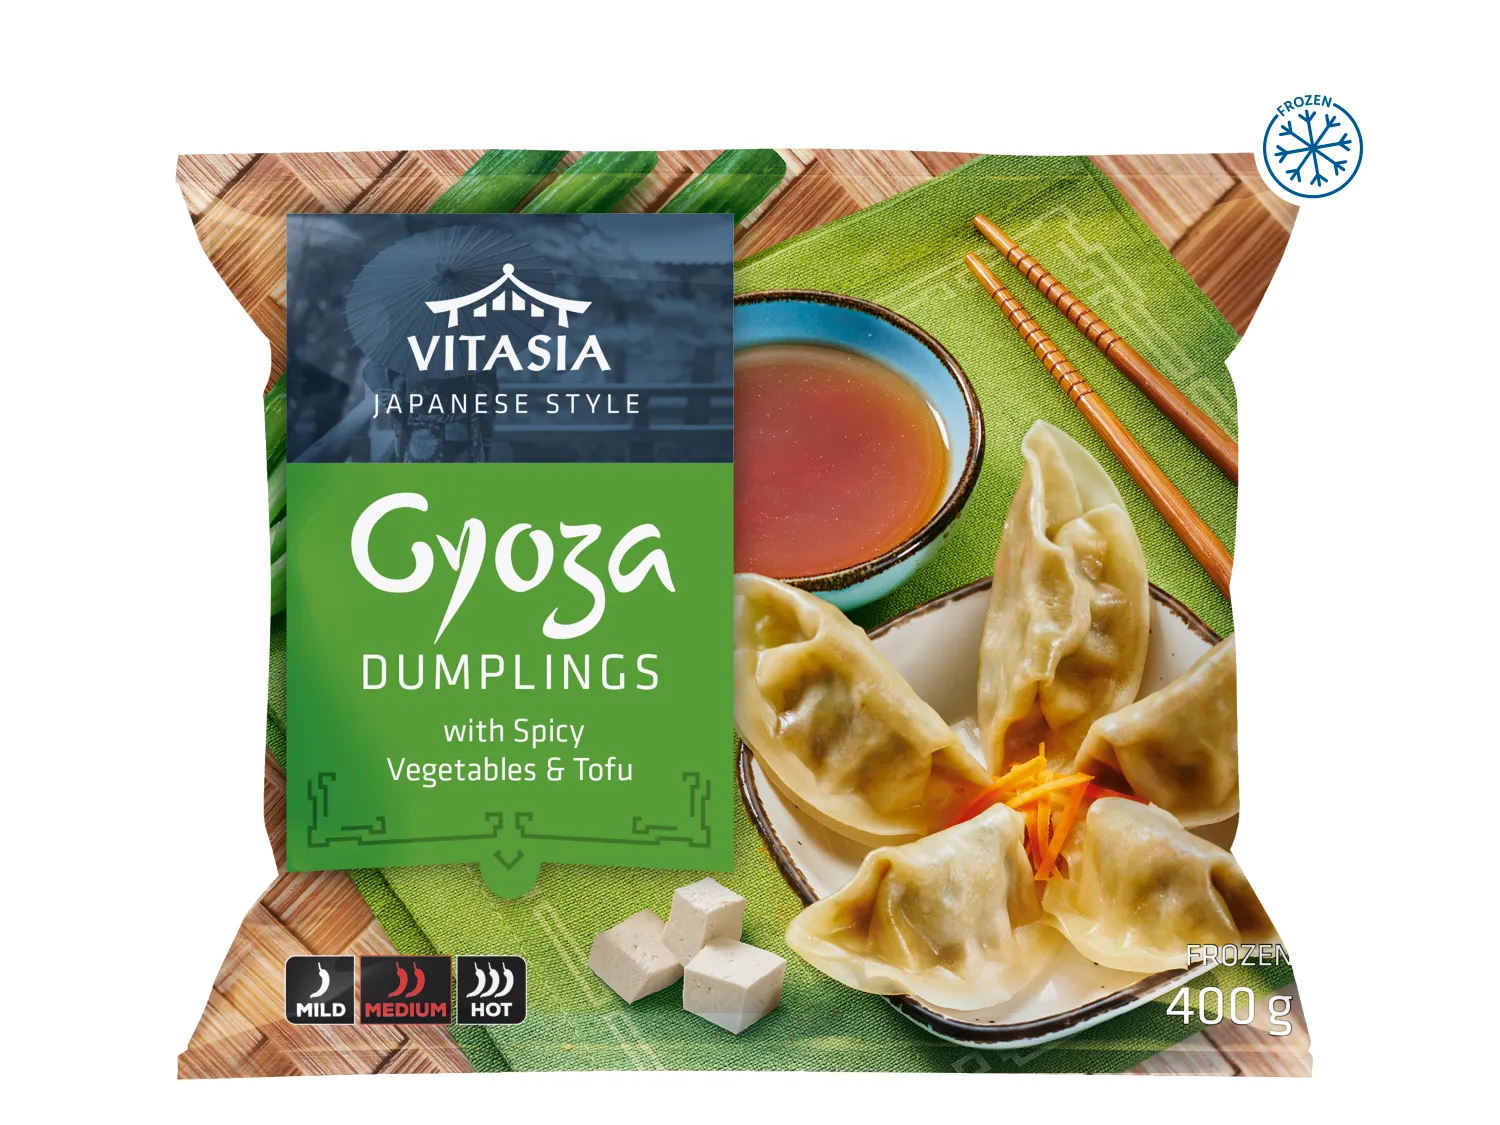 FROZEN
VITASIA
JAPANESE STYLE
Gyoza
DUMPLINGS
with Spicy
Vegetables & Tofu
MILD
MEDIUM
HOT
FROZEN
400 g